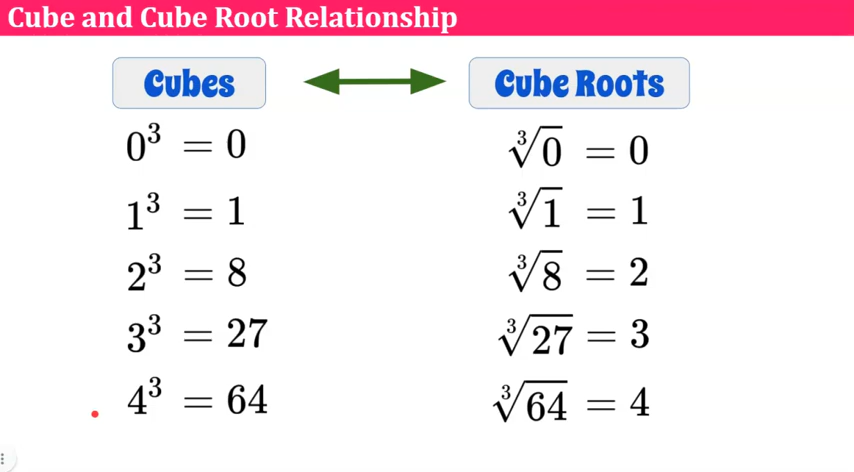 Cube and Cube Root Relationship
Cubes Cube Roots
0³ = 0 ∛0 = 0
1³ = 1 ∛1 = 1
2³ = 8 ∛8 = 2
3³ = 27 ∛27 = 3
4³ = 64 ∛64 = 4